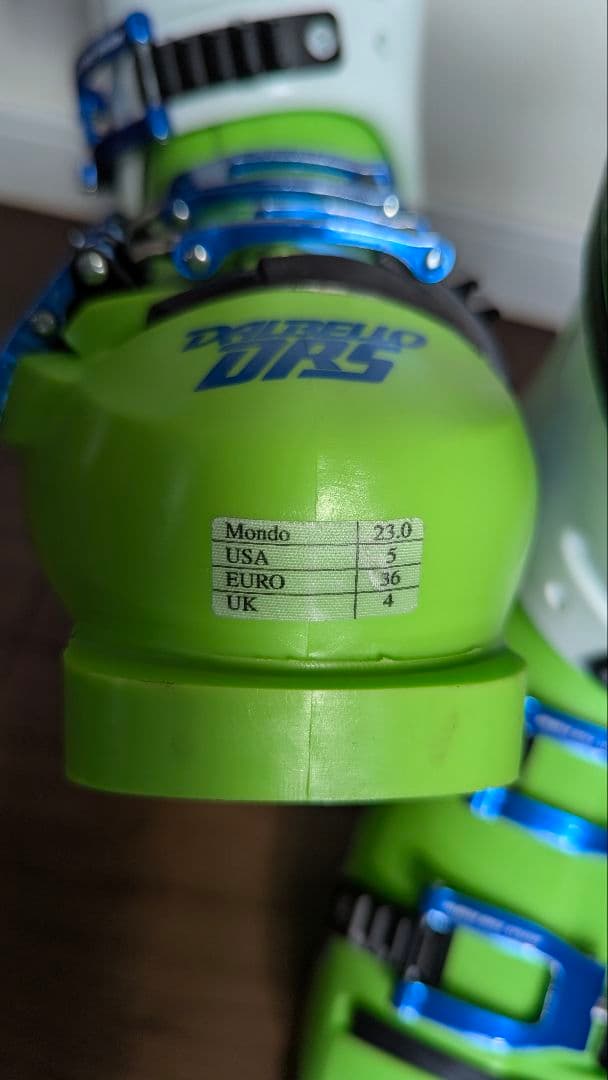 DALBELLO
DRS
Mondo 23.0
USA 5
EURO 36
UK 4